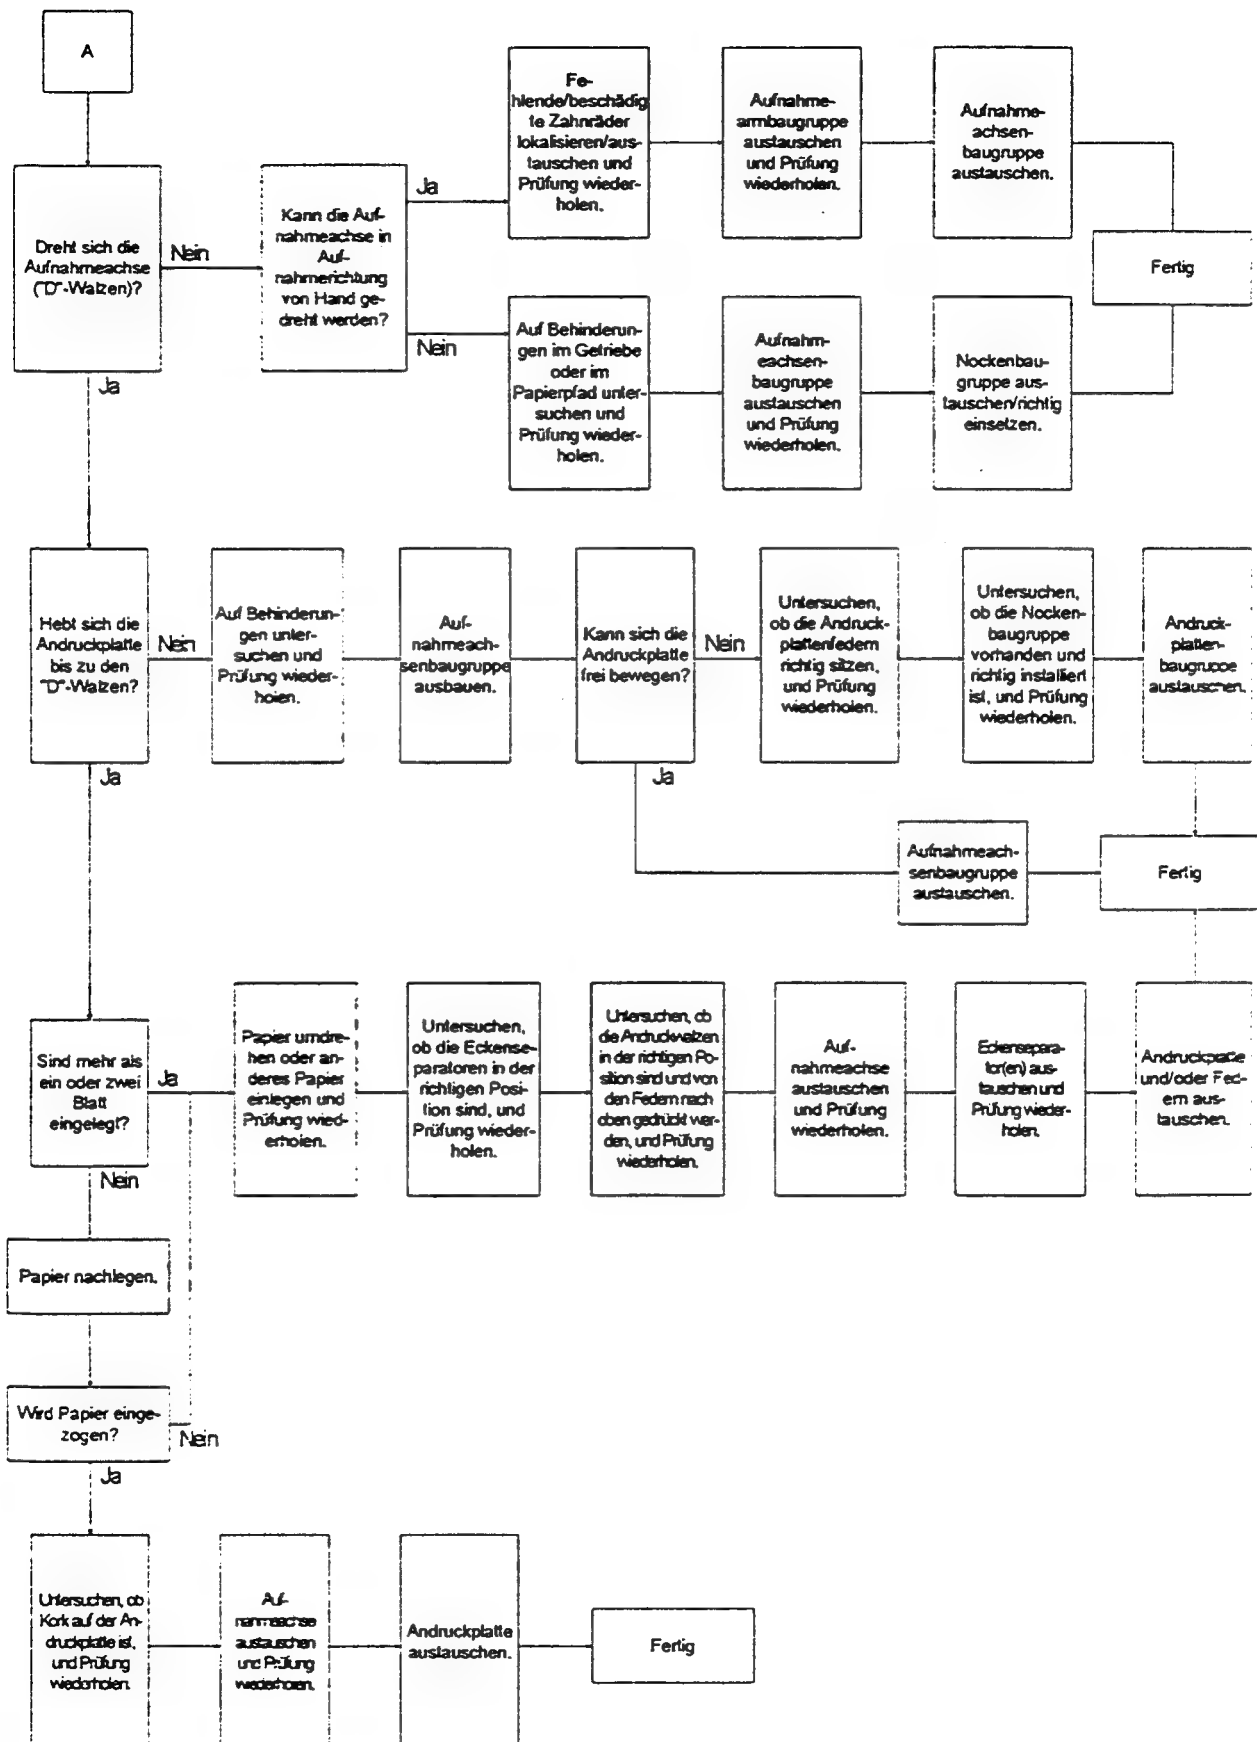 A
Dreht sich die
Aufnahmeachse
("D"-Walzen)?
Nein
Ja
Kann die Auf-
nahmeachse in
Auf-
nahmerichtung
von Hand ge-
dreht werden?
Ja
Nein
Fe-
hlende/beschädig
te Zahnräder
lokalisieren/aus-
tauschen und
Prüfung wieder-
holen.
Aufnahme-
armbaugruppe
austauschen
und Prüfung
wiederholen.
Aufnahme-
achsen-
baugruppe
austauschen.
Fertig
Auf Behinderun-
gen im Getriebe
oder im
Papierpfad unter-
suchen und
Prüfung wieder-
holen.
Aufnahm-
eachsen-
baugruppe
austauschen
und Prüfung
wiederholen.
Nockenbau-
gruppe aus-
tauschen/richtig
einsetzen.
Hebt sich die
Andruckplatte
bis zu den
"D"-Walzen?
Nein
Ja
Auf Behinderun-
gen unter-
suchen und
Prüfung wieder-
holen.
Auf-
nahmeach-
senbaugruppe
ausbauen.
Kann sich die
Andruckplatte
frei bewegen?
Nein
Ja
Untersuchen,
ob die Andruck-
plattenfedern
richtig sitzen,
und Prüfung
wiederholen.
Untersuchen,
ob die Nocken-
baugruppe
vorhanden und
richtig installiert
ist, und Prüfung
wiederholen.
Andruck-
platten-
baugruppe
austauschen.
Aufnahmeach-
senbaugruppe
austauschen.
Fertig
Sind mehr als
ein oder zwei
Blatt
eingelegt?
Ja
Nein
Papier umdre-
hen oder an-
deres Papier
einlegen und
Prüfung wied-
erholen.
Untersuchen,
ob die Eckense-
paratoren in der
richtigen Posi-
tion sind, und
Prüfung wieder-
holen.
Untersuchen, ob
die Andruckwalzen
in der richtigen Po-
sition sind und von
den Federn nach
oben gedrückt wer-
den, und Prüfung
wiederholen.
Auf-
nahmeachse
austauschen
und Prüfung
wiederholen.
Eckensepara-
tor(en) aus-
tauschen und
Prüfung wieder-
holen.
Andruckplatte
und/oder Fed-
ern aus-
tauschen.
Papier nachlegen.
Wird Papier einge-
zogen?
Nein
Ja
Untersuchen, ob
Kork auf der An-
druckplatte ist,
und Prüfung
wiederholen.
Auf-
nahmeachse
austauschen
und Prüfung
wiederholen.
Andruckplatte
austauschen.
Fertig